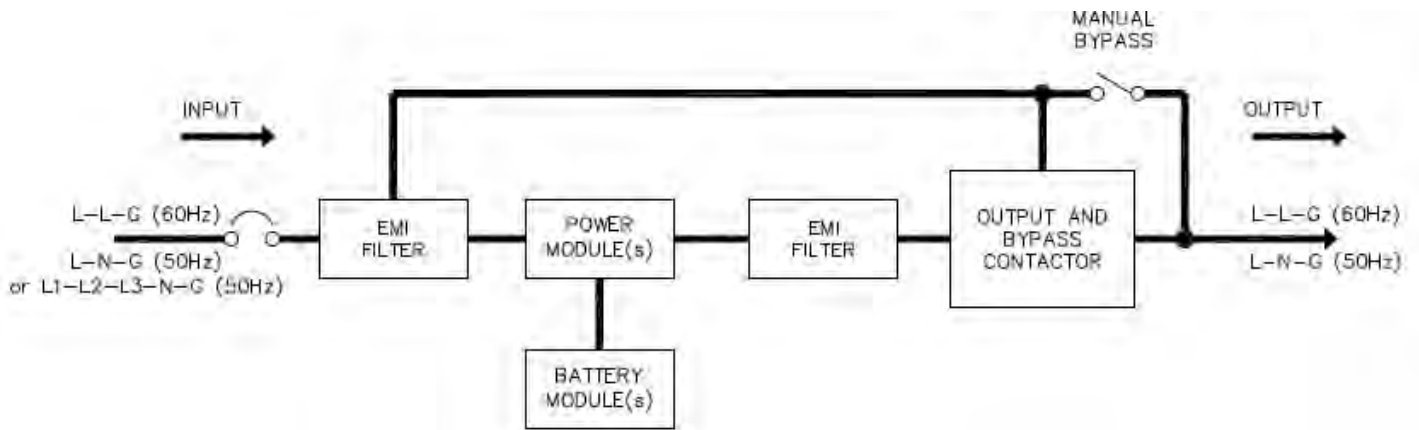 MANUAL
BYPASS
INPUT
OUTPUT
L-L-G (60Hz)
L-N-G (50Hz)
or L1-L2-L3-N-G (50Hz)
EMI
FILTER
POWER
MODULE(s)
EMI
FILTER
OUTPUT AND
BYPASS
CONTACTOR
L-L-G (60Hz)
L-N-G (50Hz)
BATTERY
MODULE(s)